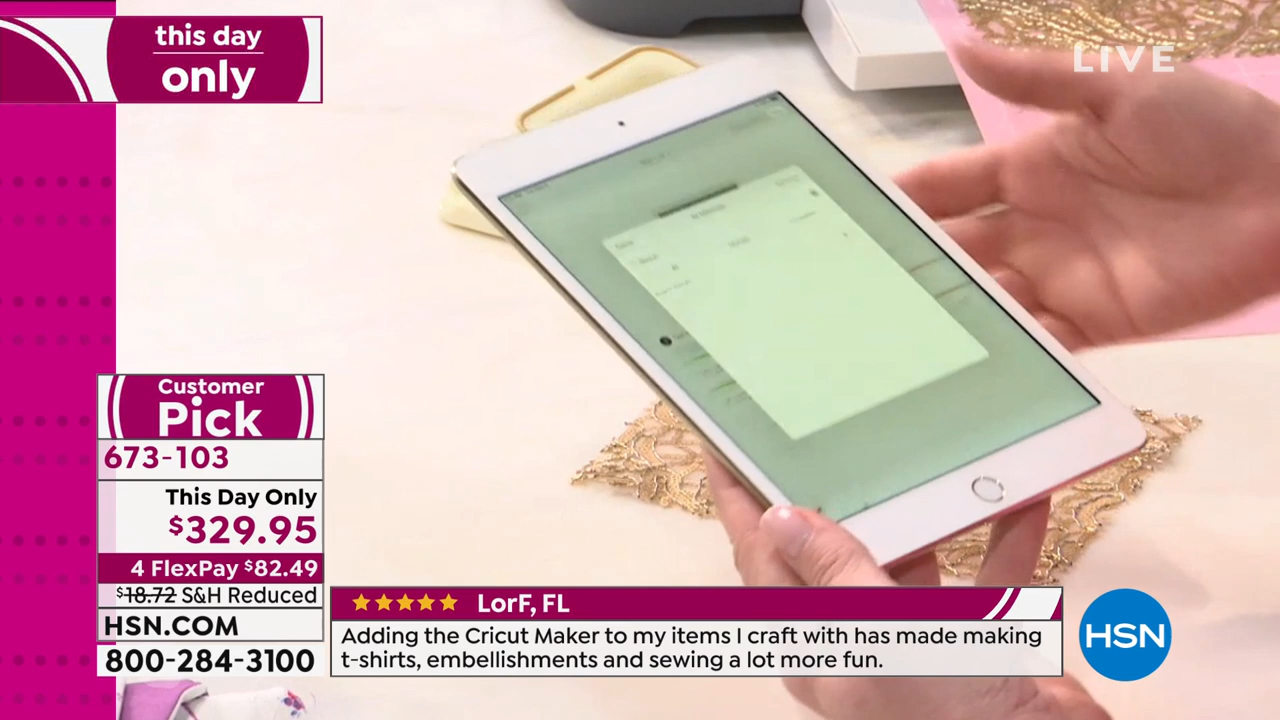 this day
only
LIVE
Customer
Pick
673-103
This Day Only
$329.95
4 FlexPay $82.49
$18.72 S&H Reduced
HSN.COM
800-284-3100
★★★★★ LorF, FL
Adding the Cricut Maker to my items I craft with has made making
t-shirts, embellishments and sewing a lot more fun.
HSN